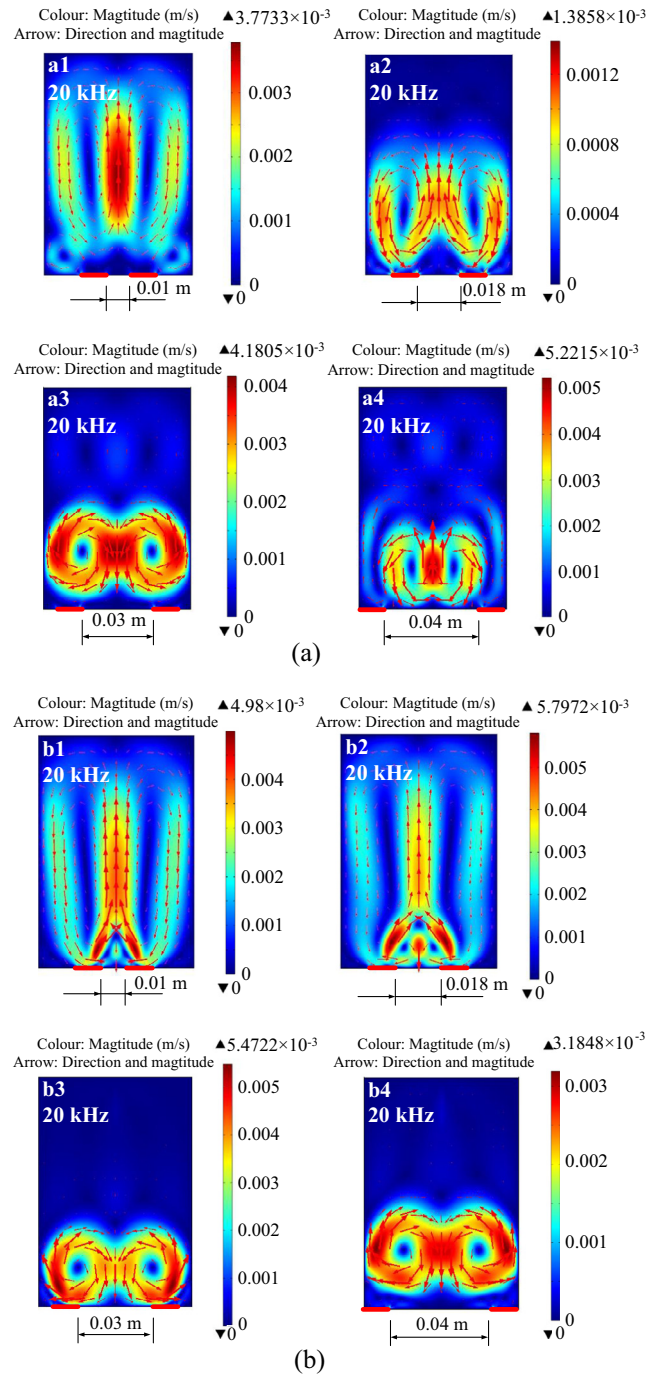 Colour: Magtitude (m/s) ▲3.7733×10⁻³
Arrow: Direction and magtitude
a1
20 kHz
0.003
0.002
0.001
0
▼0
0.01 m
Colour: Magtitude (m/s) ▲1.3858×10⁻³
Arrow: Direction and magtitude
a2
20 kHz
0.0012
0.0008
0.0004
0
▼0
0.018 m
Colour: Magtitude (m/s) ▲4.1805×10⁻³
Arrow: Direction and magtitude
a3
20 kHz
0.004
0.003
0.002
0.001
0
▼0
0.03 m
Colour: Magtitude (m/s) ▲5.2215×10⁻³
Arrow: Direction and magtitude
a4
20 kHz
0.005
0.004
0.003
0.002
0.001
0
▼0
0.04 m
(a)
Colour: Magtitude (m/s) ▲4.98×10⁻³
Arrow: Direction and magtitude
b1
20 kHz
0.004
0.003
0.002
0.001
0
▼0
0.01 m
Colour: Magtitude (m/s) ▲5.7972×10⁻³
Arrow: Direction and magtitude
b2
20 kHz
0.005
0.004
0.003
0.002
0.001
0
▼0
0.018 m
Colour: Magtitude (m/s) ▲5.4722×10⁻³
Arrow: Direction and magtitude
b3
20 kHz
0.005
0.004
0.003
0.002
0.001
0
▼0
0.03 m
Colour: Magtitude (m/s) ▲3.1848×10⁻³
Arrow: Direction and magtitude
b4
20 kHz
0.003
0.002
0.001
0
▼0
0.04 m
(b)